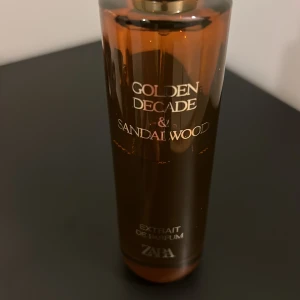 GOLDEN
DECADE
&
SANDALWOOD
EXTRAIT
DE PARFUM
ZARA